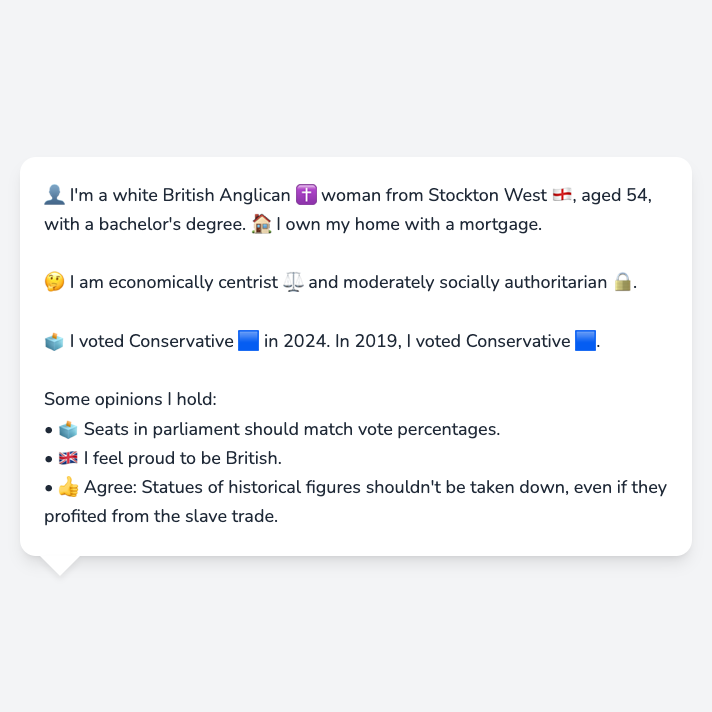 👤 I'm a white British Anglican ✝️ woman from Stockton West 🏴󠁧󠁢󠁥󠁮󠁧󠁿, aged 54,
with a bachelor's degree. 🏠 I own my home with a mortgage.
🤔 I am economically centrist ⚖️ and moderately socially authoritarian 🔒.
🗳️ I voted Conservative 🟦 in 2024. In 2019, I voted Conservative 🟦.
Some opinions I hold:
• 🗳️ Seats in parliament should match vote percentages.
• 🇬🇧 I feel proud to be British.
• 👍 Agree: Statues of historical figures shouldn't be taken down, even if they
profited from the slave trade.